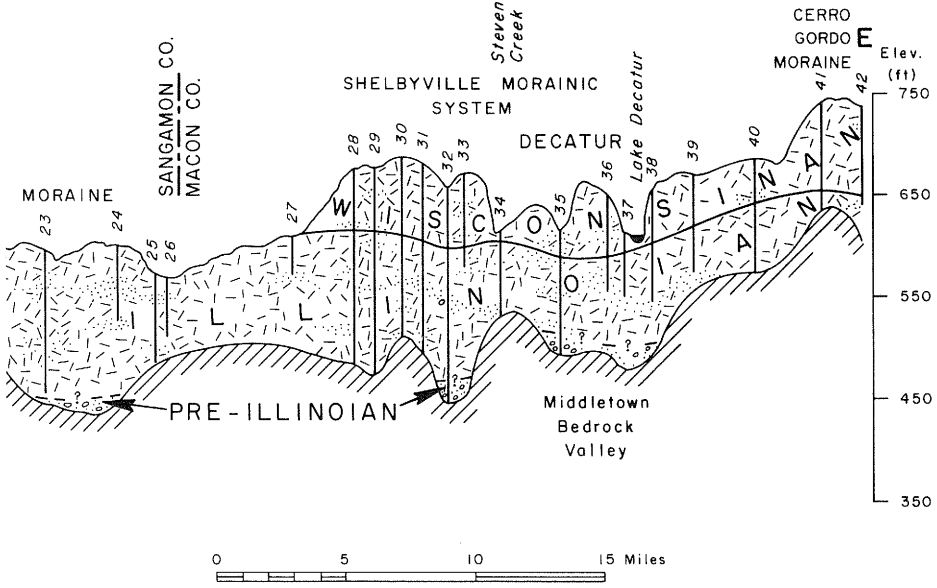 Steven
Creek
CERRO
GORDO
MORAINE
E
Elev.
(ft)
SANGAMON CO.
MACON CO.
SHELBYVILLE MORAINIC
SYSTEM
DECATUR
Lake Decatur
MORAINE
23
24
25
26
27
28
29
30
31
32
33
34
35
36
37
38
39
40
41
42
750
650
550
450
350
WISCONSINAN
ILLINOIAN
?
?
?
?
PRE-ILLINOIAN
Middletown
Bedrock
Valley
0 5 10 15 Miles